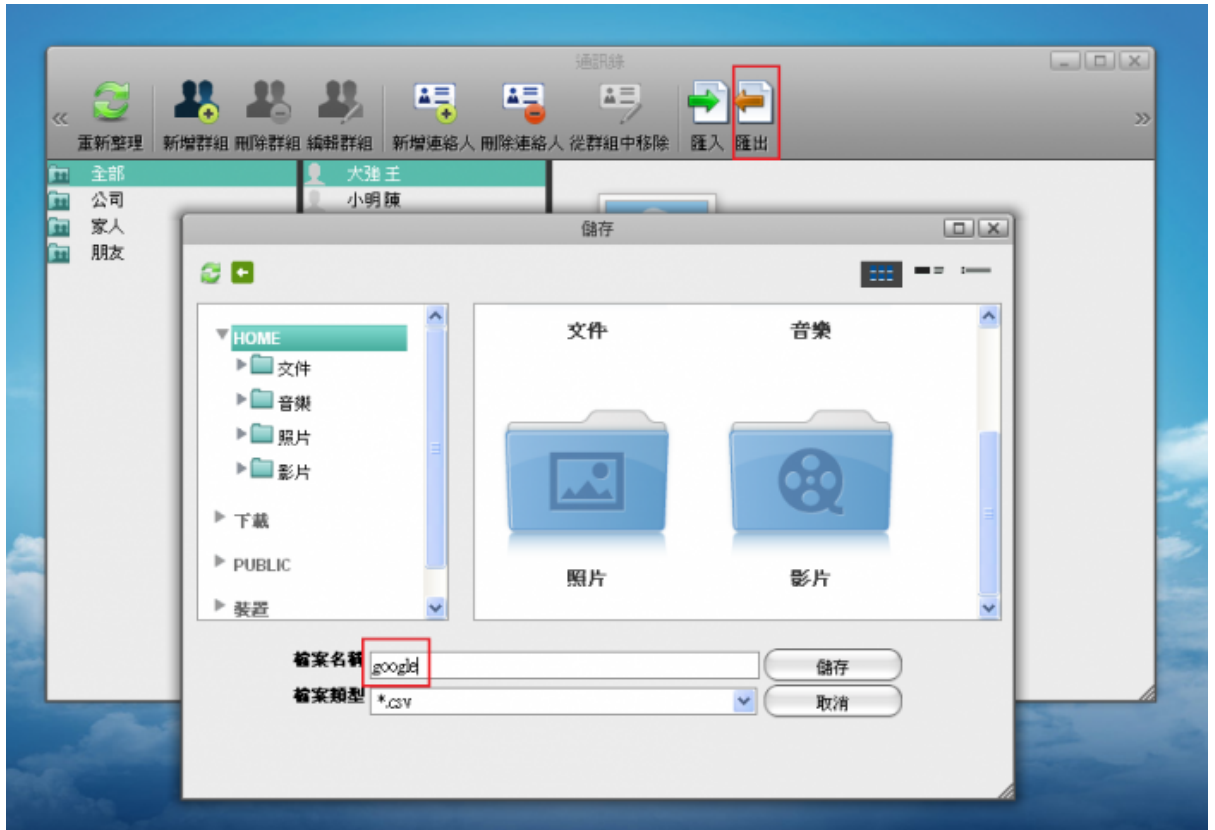 通訊錄
重新整理 新增群組 刪除群組 編輯群組 新增連絡人 刪除連絡人 從群組中移除 匯入 匯出
全部 大強 王
公司 小明 陳
家人
朋友
儲存
HOME
文件
音樂
照片
影片
下載
PUBLIC
裝置
文件 音樂
照片 影片
檔案名稱 google 儲存
檔案類型 *.csv 取消